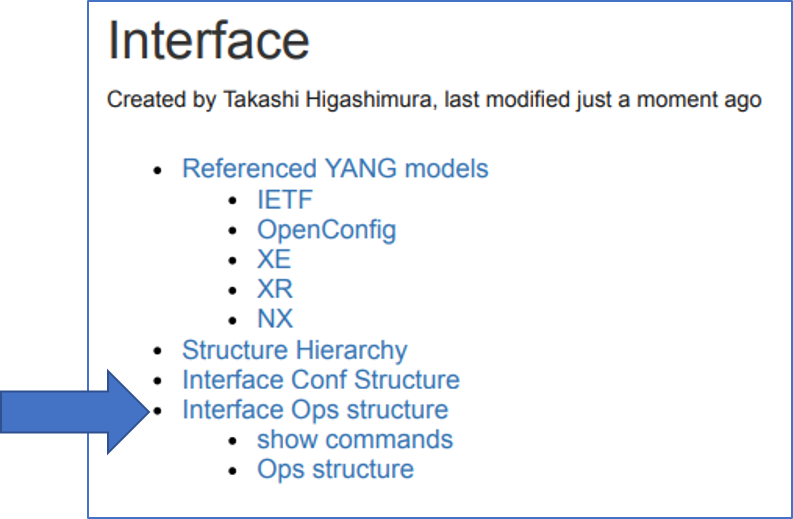 Interface
Created by Takashi Higashimura, last modified just a moment ago
Referenced YANG models
IETF
OpenConfig
XE
XR
NX
Structure Hierarchy
Interface Conf Structure
Interface Ops structure
show commands
Ops structure